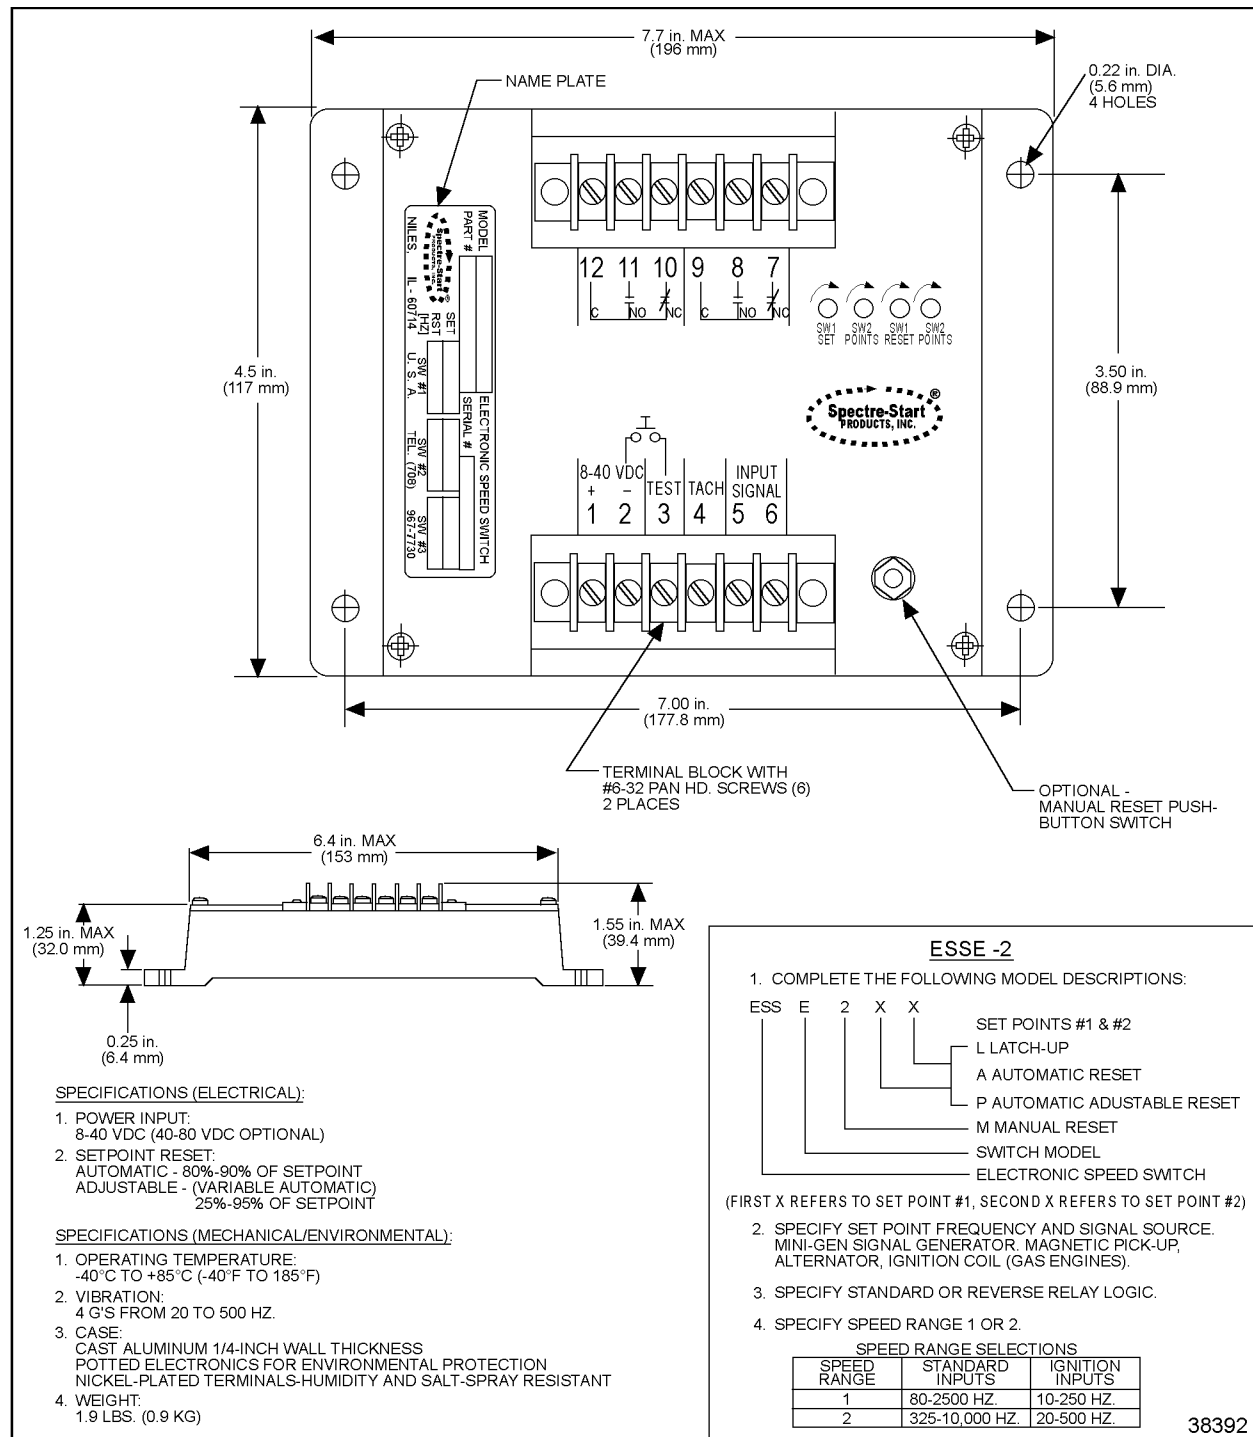 7.7 in. MAX
(196 mm)
0.22 in. DIA.
(5.6 mm)
4 HOLES
NAME PLATE
MODEL
PART #
Spectre-Start®
PRODUCTS, INC.
NILES, IL - 60714 U. S. A. TEL. (708) 967-7730
ELECTRONIC SPEED SWITCH
SERIAL #
SET
RST
[HZ]
SW #1
SW #2
SW #3
12 11 10 9 8 7
C NO NC C NO NC
SW1 SET
SW2 POINTS
SW1 RESET
SW2 POINTS
4.5 in.
(117 mm)
3.50 in.
(88.9 mm)
Spectre-Start®
PRODUCTS, INC.
8-40 VDC
+ –
TEST
TACH
INPUT
SIGNAL
1 2 3 4 5 6
7.00 in.
(177.8 mm)
TERMINAL BLOCK WITH
#6-32 PAN HD. SCREWS (6)
2 PLACES
OPTIONAL -
MANUAL RESET PUSH-
BUTTON SWITCH
6.4 in. MAX
(153 mm)
1.25 in. MAX
(32.0 mm)
1.55 in. MAX
(39.4 mm)
0.25 in.
(6.4 mm)
SPECIFICATIONS (ELECTRICAL):
1. POWER INPUT:
8-40 VDC (40-80 VDC OPTIONAL)
2. SETPOINT RESET:
AUTOMATIC - 80%-90% OF SETPOINT
ADJUSTABLE - (VARIABLE AUTOMATIC)
25%-95% OF SETPOINT
SPECIFICATIONS (MECHANICAL/ENVIRONMENTAL):
1. OPERATING TEMPERATURE:
-40°C TO +85°C (-40°F TO 185°F)
2. VIBRATION:
4 G'S FROM 20 TO 500 HZ.
3. CASE:
CAST ALUMINUM 1/4-INCH WALL THICKNESS
POTTED ELECTRONICS FOR ENVIRONMENTAL PROTECTION
NICKEL-PLATED TERMINALS-HUMIDITY AND SALT-SPRAY RESISTANT
4. WEIGHT:
1.9 LBS. (0.9 KG)
ESSE -2
1. COMPLETE THE FOLLOWING MODEL DESCRIPTIONS:
ESS E 2 X X
SET POINTS #1 & #2
L LATCH-UP
A AUTOMATIC RESET
P AUTOMATIC ADUSTABLE RESET
M MANUAL RESET
SWITCH MODEL
ELECTRONIC SPEED SWITCH
(FIRST X REFERS TO SET POINT #1, SECOND X REFERS TO SET POINT #2)
2. SPECIFY SET POINT FREQUENCY AND SIGNAL SOURCE.
MINI-GEN SIGNAL GENERATOR. MAGNETIC PICK-UP,
ALTERNATOR, IGNITION COIL (GAS ENGINES).
3. SPECIFY STANDARD OR REVERSE RELAY LOGIC.
4. SPECIFY SPEED RANGE 1 OR 2.
SPEED RANGE SELECTIONS
SPEED RANGE STANDARD INPUTS IGNITION INPUTS
1 80-2500 HZ. 10-250 HZ.
2 325-10,000 HZ. 20-500 HZ.
38392